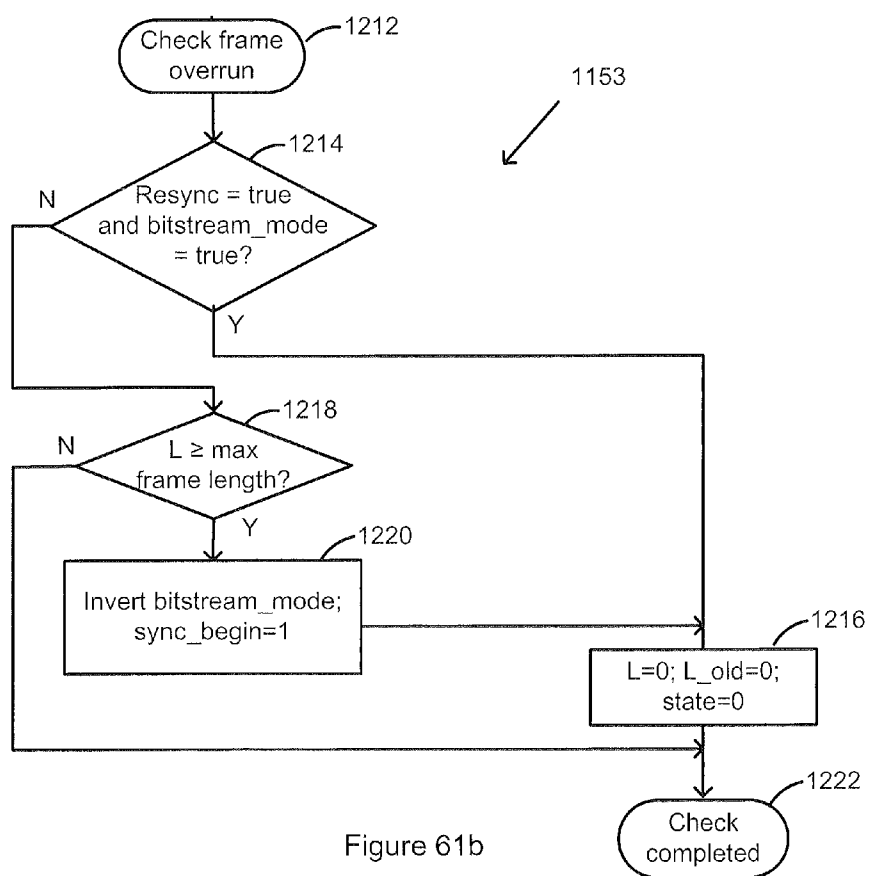 Check frame
overrun
1212
1153
1214
N
Resync = true
and bitstream_mode
= true?
Y
1218
N
L ≥ max
frame length?
Y
1220
Invert bitstream_mode;
sync_begin=1
1216
L=0; L_old=0;
state=0
1222
Check
completed
Figure 61b